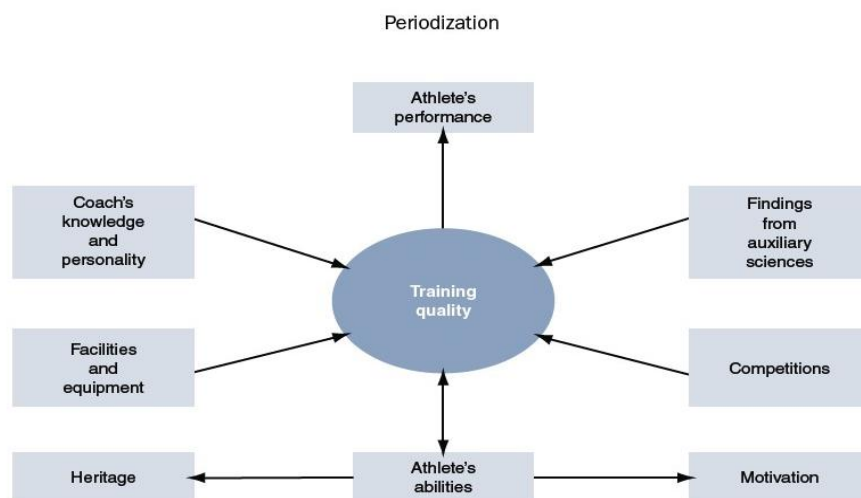 Periodization
Athlete's
performance
Coach's
knowledge
and
personality
Findings
from
auxiliary
sciences
Training
quality
Facilities
and
equipment
Competitions
Heritage
Athlete's
abilities
Motivation